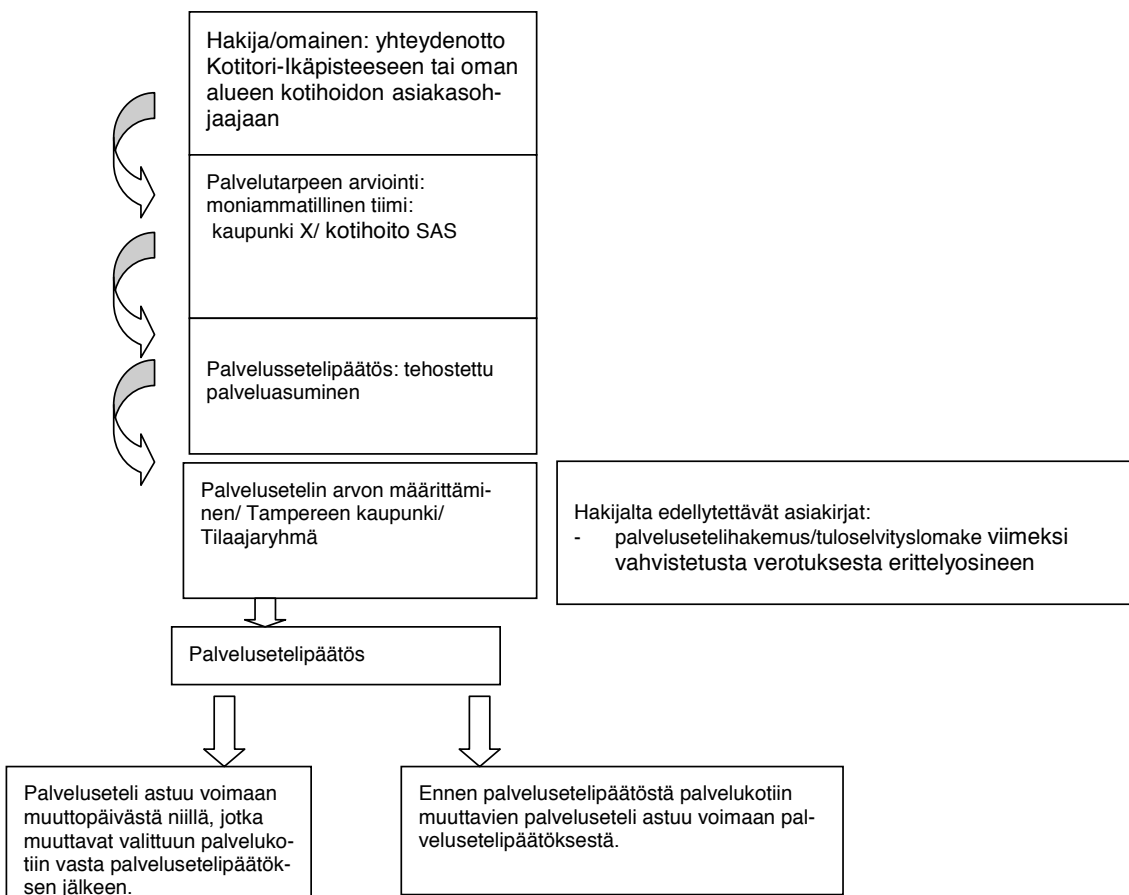 Hakija/omainen: yhteydenotto
Kotitori-Ikäpisteeseen tai oman
alueen kotihoidon asiakasoh-
jaajaan
Palvelutarpeen arviointi:
moniammatillinen tiimi:
kaupunki X/ kotihoito SAS
Palvelussetelipäätös: tehostettu
palveluasuminen
Palvelusetelin arvon määrittämi-
nen/ Tampereen kaupunki/
Tilaajaryhmä
Hakijalta edellytettävät asiakirjat:
- palvelusetelihakemus/tuloselvityslomake viimeksi
vahvistetusta verotuksesta erittelyosineen
Palvelusetelipäätös
Palveluseteli astuu voimaan
muuttopäivästä niillä, jotka
muuttavat valittuun palveluko-
tiin vasta palvelusetelipäätök-
sen jälkeen.
Ennen palvelusetelipäätöstä palvelukotiin
muuttavien palveluseteli astuu voimaan pal-
velusetelipäätöksestä.